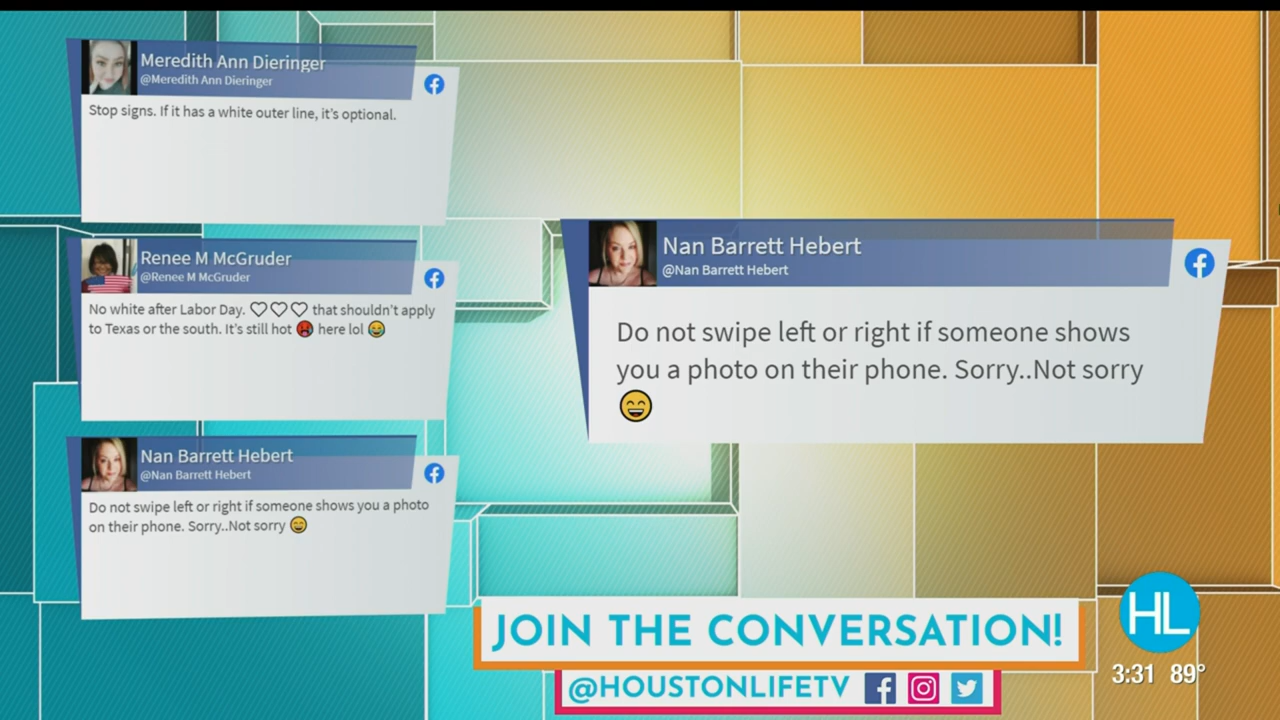 Meredith Ann Dieringer
@Meredith Ann Dieringer
Stop signs. If it has a white outer line, it's optional.
Renee M McGruder
@Renee M McGruder
No white after Labor Day. ♡♡♡ that shouldn't apply
to Texas or the south. It's still hot 🥵 here lol 😂
Nan Barrett Hebert
@Nan Barrett Hebert
Do not swipe left or right if someone shows you a photo
on their phone. Sorry..Not sorry 😄
Nan Barrett Hebert
@Nan Barrett Hebert
Do not swipe left or right if someone shows
you a photo on their phone. Sorry..Not sorry
😄
JOIN THE CONVERSATION!
@HOUSTONLIFETV
HL
3:31 89°